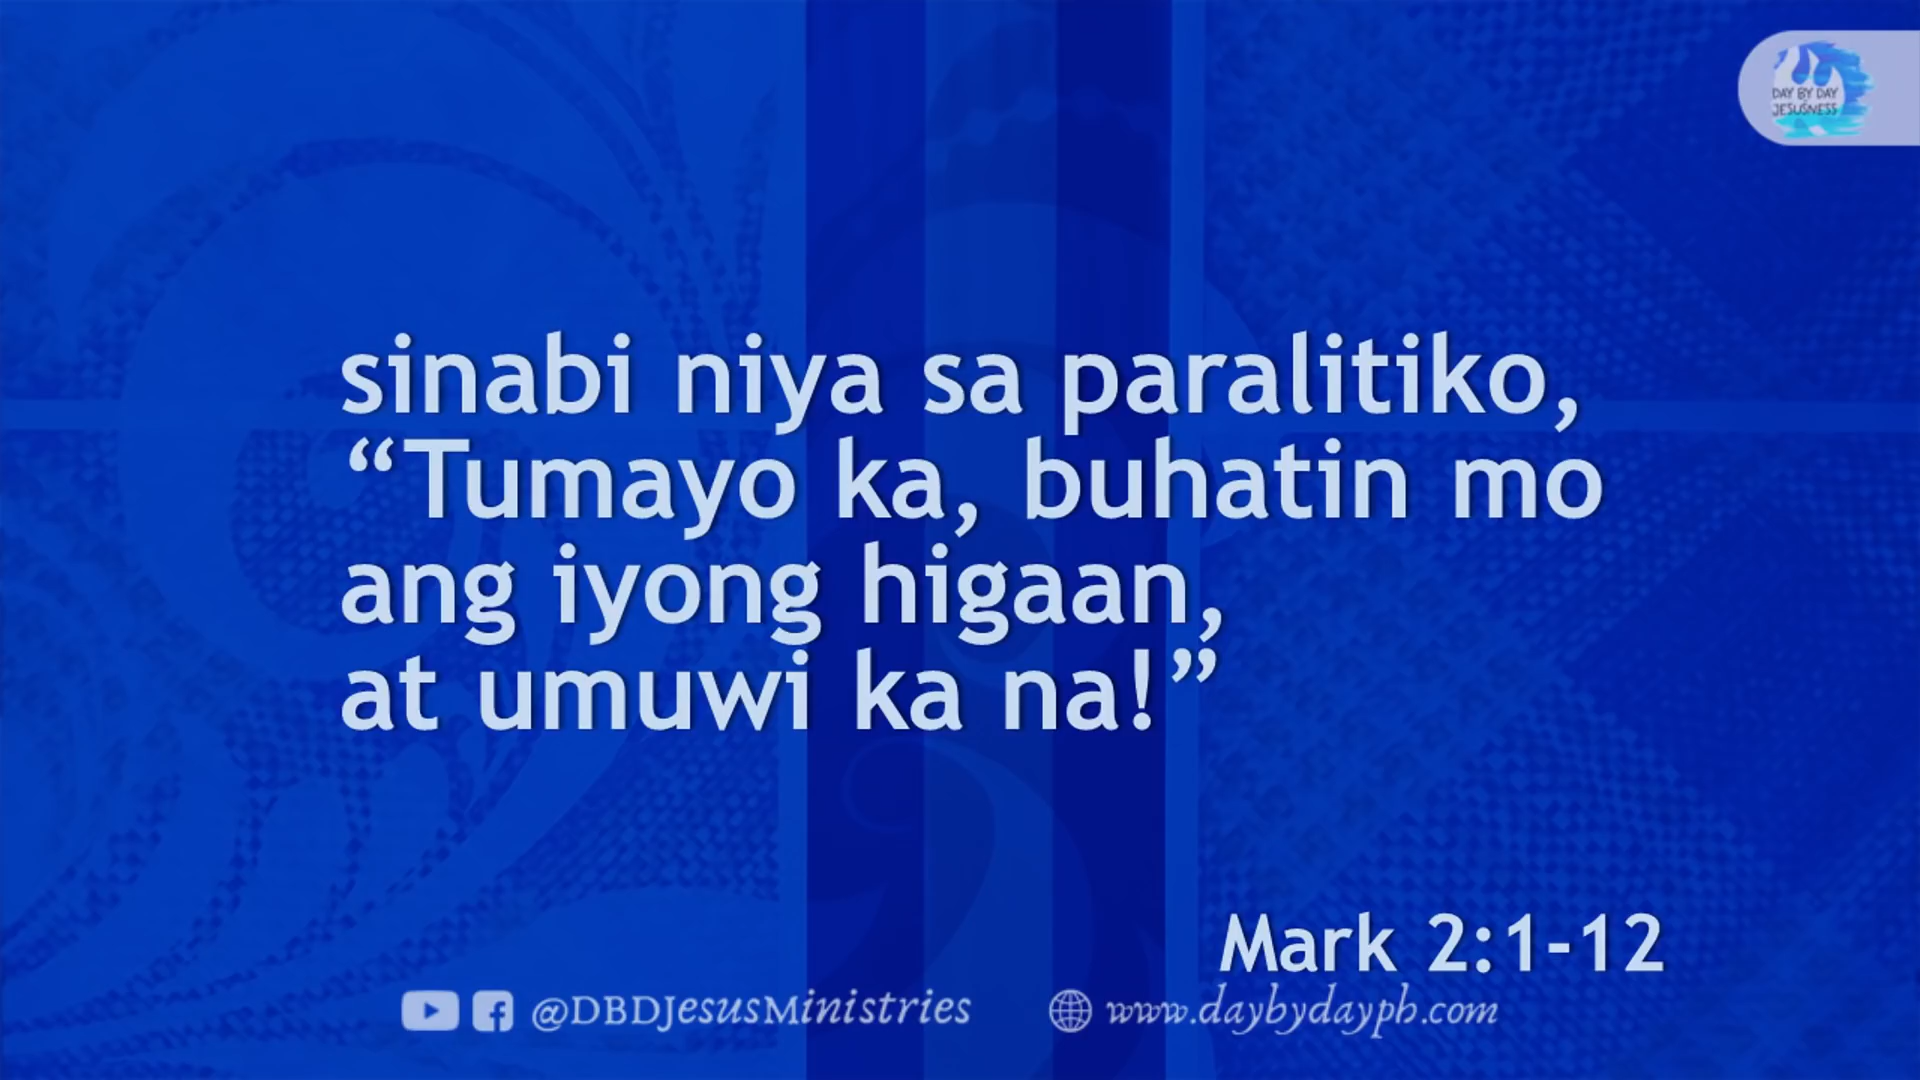 DAY BY DAY
JESUSNESS
sinabi niya sa paralitiko,
“Tumayo ka, buhatin mo
ang iyong higaan,
at umuwi ka na!”
Mark 2:1-12
@DBDJesusMinistries www.daybydayph.com